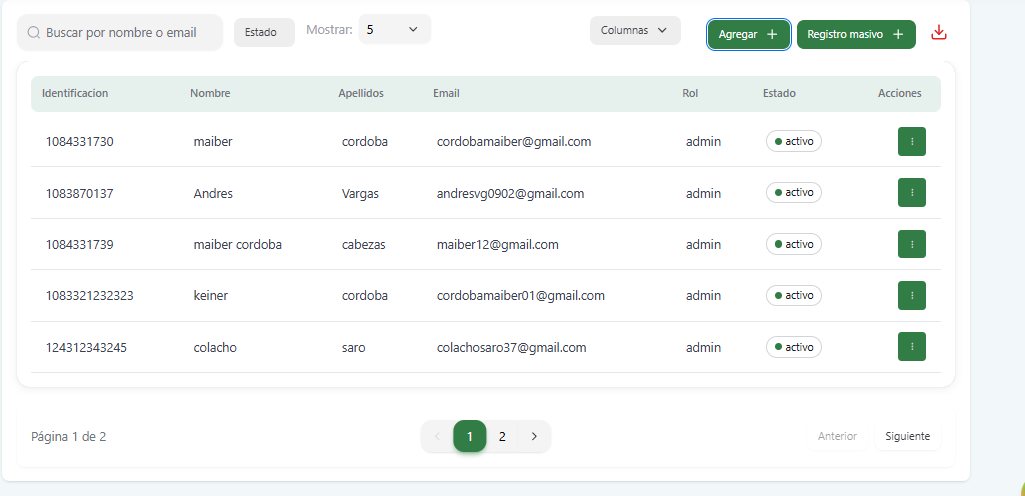 Buscar por nombre o email Estado Mostrar: 5 Columnas Agregar + Registro masivo +
Identificacion Nombre Apellidos Email Rol Estado Acciones
1084331730 maiber cordoba cordobamaiber@gmail.com admin activo
1083870137 Andres Vargas andresvg0902@gmail.com admin activo
1084331739 maiber cordoba cabezas maiber12@gmail.com admin activo
1083321232323 keiner cordoba cordobamaiber01@gmail.com admin activo
124312343245 colacho saro colachosaro37@gmail.com admin activo
Página 1 de 2 < 1 2 > Anterior Siguiente